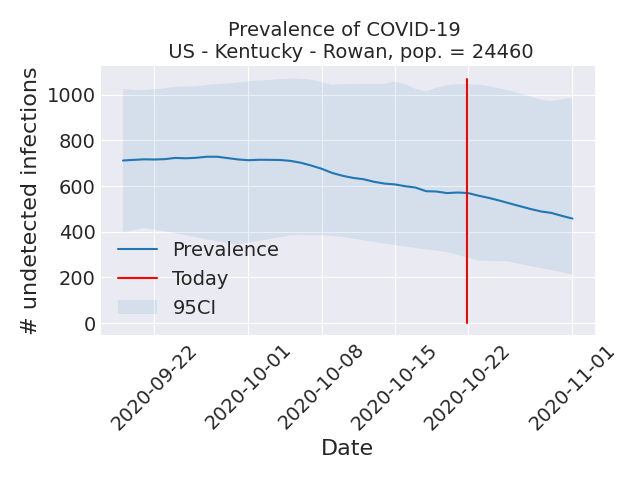 Prevalence of COVID-19
US - Kentucky - Rowan, pop. = 24460
# undetected infections
1000
800
600
400
200
0
Prevalence
Today
95CI
2020-09-22
2020-10-01
2020-10-08
2020-10-15
2020-10-22
2020-11-01
Date